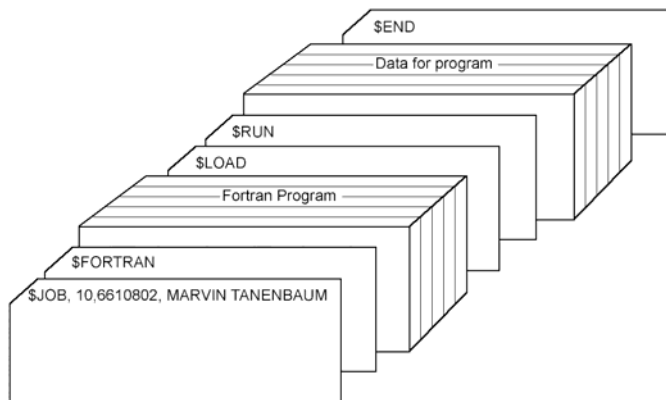 $END
Data for program
$RUN
$LOAD
Fortran Program
$FORTRAN
$JOB, 10,6610802, MARVIN TANENBAUM